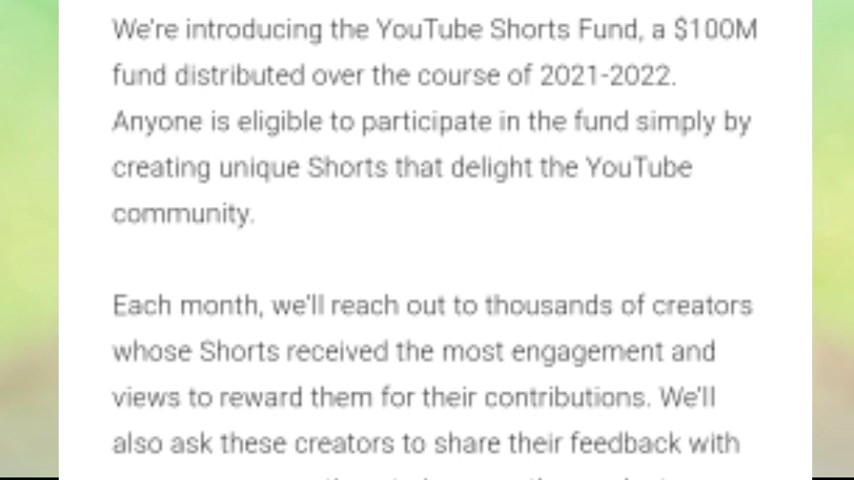 We're introducing the YouTube Shorts Fund, a $100M
fund distributed over the course of 2021-2022.
Anyone is eligible to participate in the fund simply by
creating unique Shorts that delight the YouTube
community.
Each month, we'll reach out to thousands of creators
whose Shorts received the most engagement and
views to reward them for their contributions. We'll
also ask these creators to share their feedback with